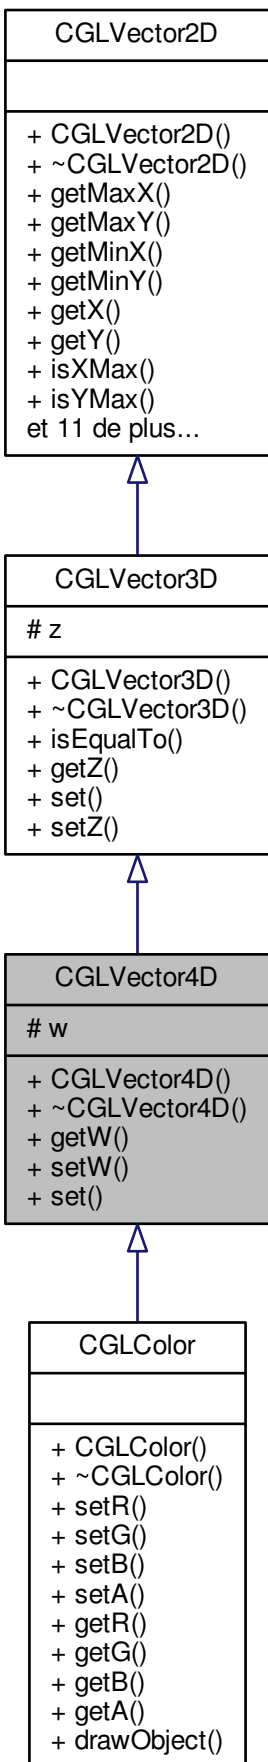 CGLVector2D
+ CGLVector2D()
+ ~CGLVector2D()
+ getMaxX()
+ getMaxY()
+ getMinX()
+ getMinY()
+ getX()
+ getY()
+ isXMax()
+ isYMax()
et 11 de plus...
CGLVector3D
# z
+ CGLVector3D()
+ ~CGLVector3D()
+ isEqualTo()
+ getZ()
+ set()
+ setZ()
CGLVector4D
# w
+ CGLVector4D()
+ ~CGLVector4D()
+ getW()
+ setW()
+ set()
CGLColor
+ CGLColor()
+ ~CGLColor()
+ setR()
+ setG()
+ setB()
+ setA()
+ getR()
+ getG()
+ getB()
+ getA()
+ drawObject()